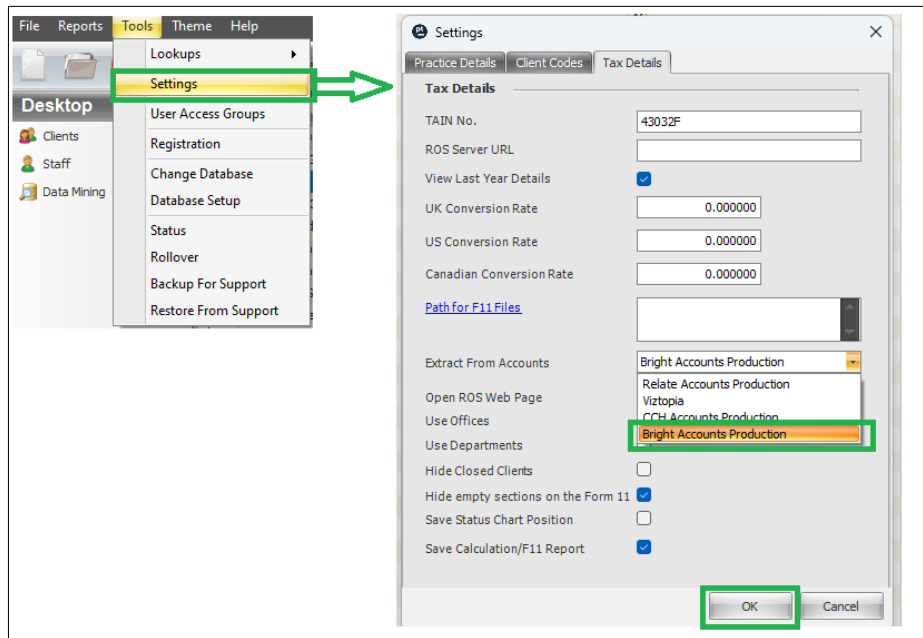 File Reports Tools Theme Help
Lookups
Settings
User Access Groups
Registration
Change Database
Database Setup
Status
Rollover
Backup For Support
Restore From Support
Desktop
Clients
Staff
Data Mining
Settings
Practice Details Client Codes Tax Details
Tax Details
TAIN No. 43032F
ROS Server URL
View Last Year Details
UK Conversion Rate 0.000000
US Conversion Rate 0.000000
Canadian Conversion Rate 0.000000
Path for F11 Files
Extract From Accounts Bright Accounts Production
Relate Accounts Production
Open ROS Web Page Viztopia
Use Offices CCH Accounts Production
Use Departments Bright Accounts Production
Hide Closed Clients
Hide empty sections on the Form 11
Save Status Chart Position
Save Calculation/F11 Report
OK Cancel